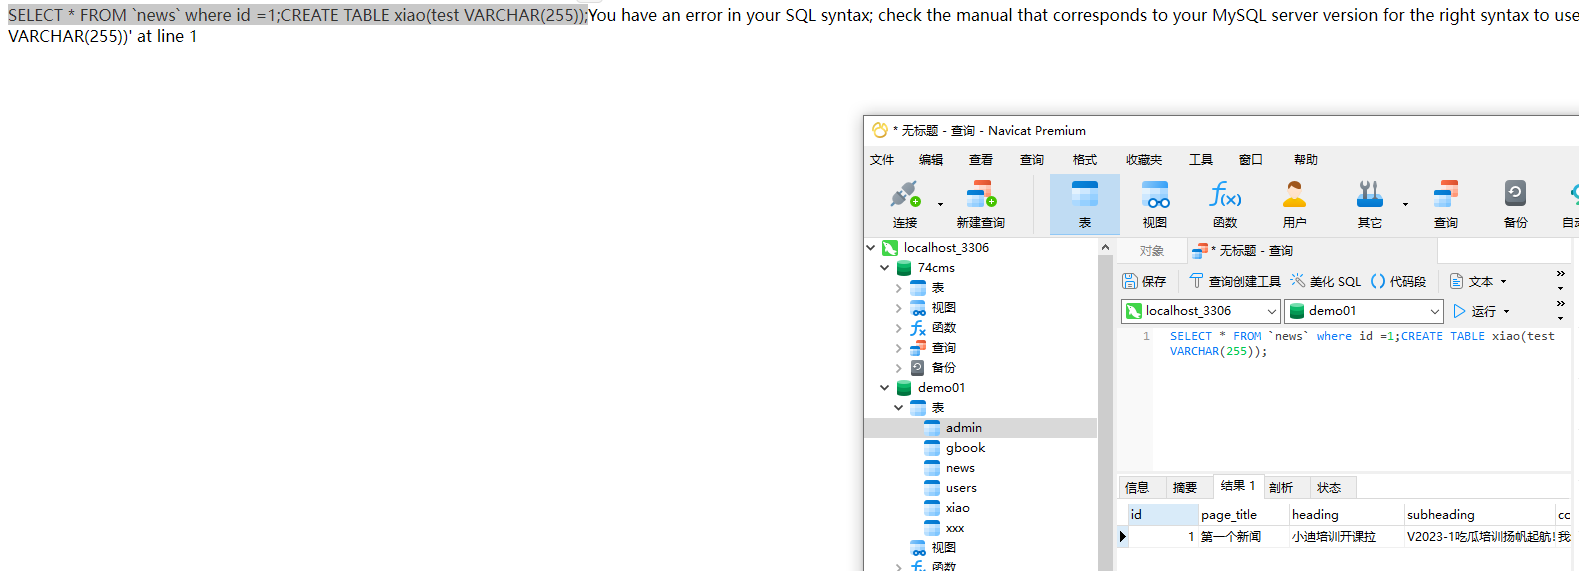 SELECT * FROM `news` where id =1;CREATE TABLE xiao(test VARCHAR(255));You have an error in your SQL syntax; check the manual that corresponds to your MySQL server version for the right syntax to use
VARCHAR(255))' at line 1
* 无标题 - 查询 - Navicat Premium
文件 编辑 查看 查询 格式 收藏夹 工具 窗口 帮助
连接 新建查询 表 视图 函数 用户 其它 查询 备份
localhost_3306
74cms
表
视图
函数
查询
备份
demo01
表
admin
gbook
news
users
xiao
xxx
视图
函数
对象 * 无标题 - 查询
保存 查询创建工具 美化 SQL () 代码段 文本
localhost_3306 demo01 运行
1 SELECT * FROM `news` where id =1;CREATE TABLE xiao(test
VARCHAR(255));
信息 摘要 结果 1 剖析 状态
id page_title heading subheading
1 第一个新闻 小迪培训开课拉 V2023-1吃瓜培训扬帆起航! 我